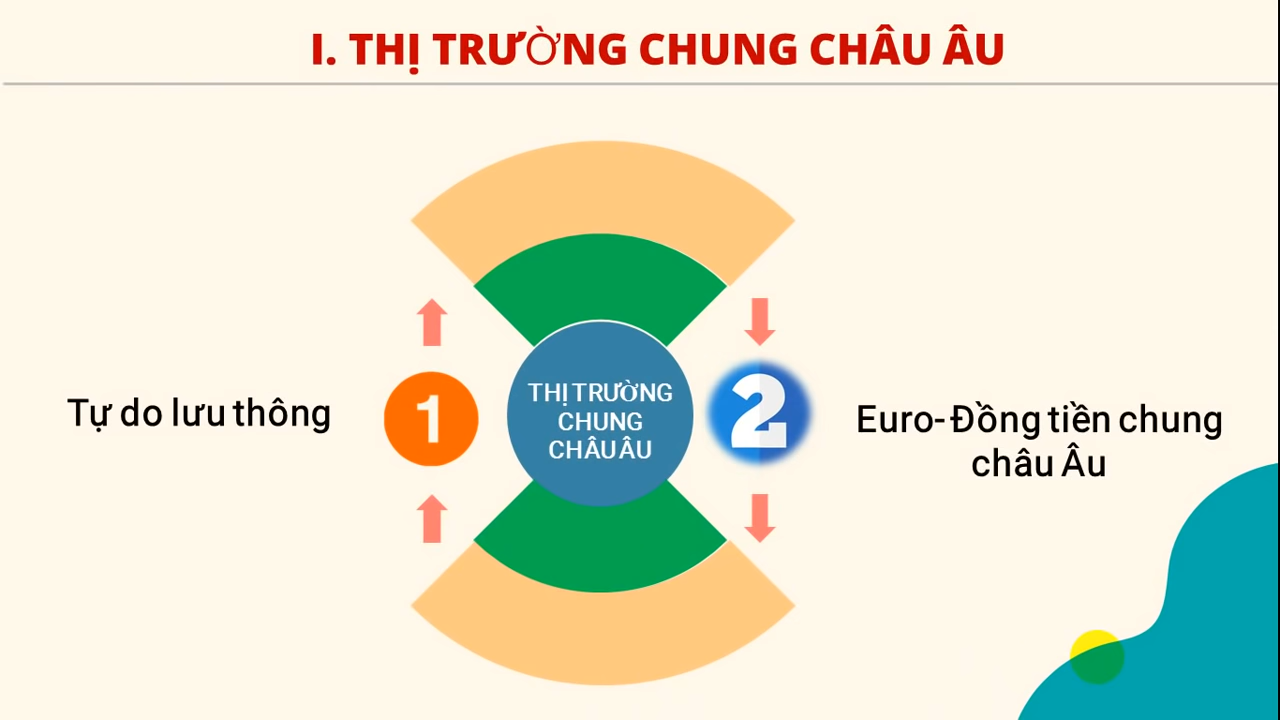 I. THỊ TRƯỜNG CHUNG CHÂU ÂU
Tự do lưu thông
1
THỊ TRƯỜNG
CHUNG
CHÂU ÂU
2
Euro-Đồng tiền chung
châu Âu